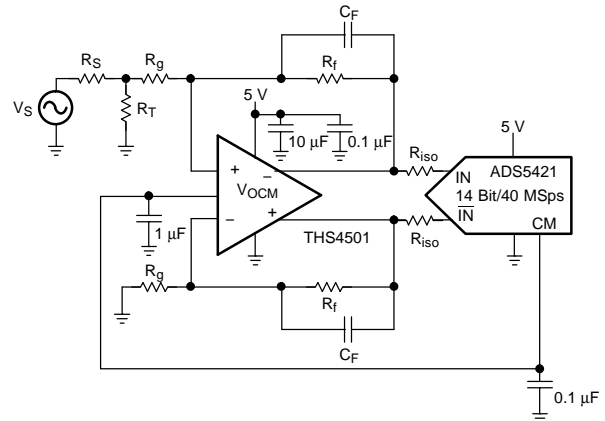 C_F
R_S
R_g
R_f
V_S
R_T
5 V
10 µF
0.1 µF
5 V
R_iso
IN
ADS5421
14 Bit/40 MSps
IN
CM
+
−
V_OCM
−
+
1 µF
THS4501
R_iso
R_g
R_f
C_F
0.1 µF